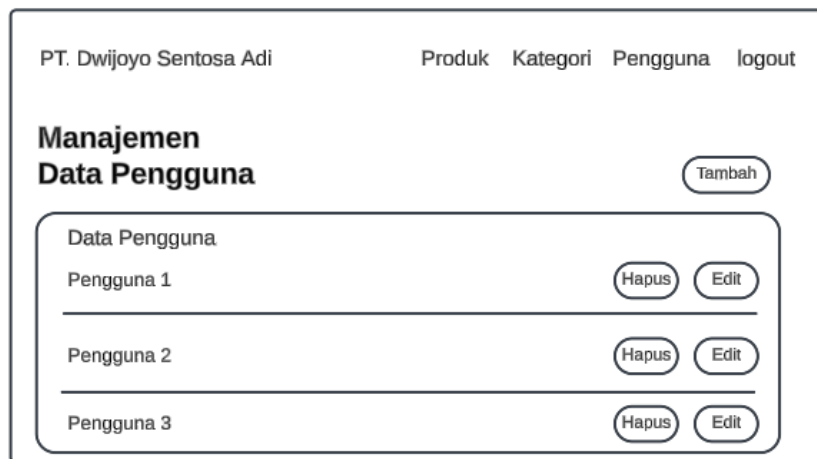 PT. Dwijoyo Sentosa Adi Produk Kategori Pengguna logout
Manajemen
Data Pengguna
Tambah
Data Pengguna
Pengguna 1 Hapus Edit
Pengguna 2 Hapus Edit
Pengguna 3 Hapus Edit